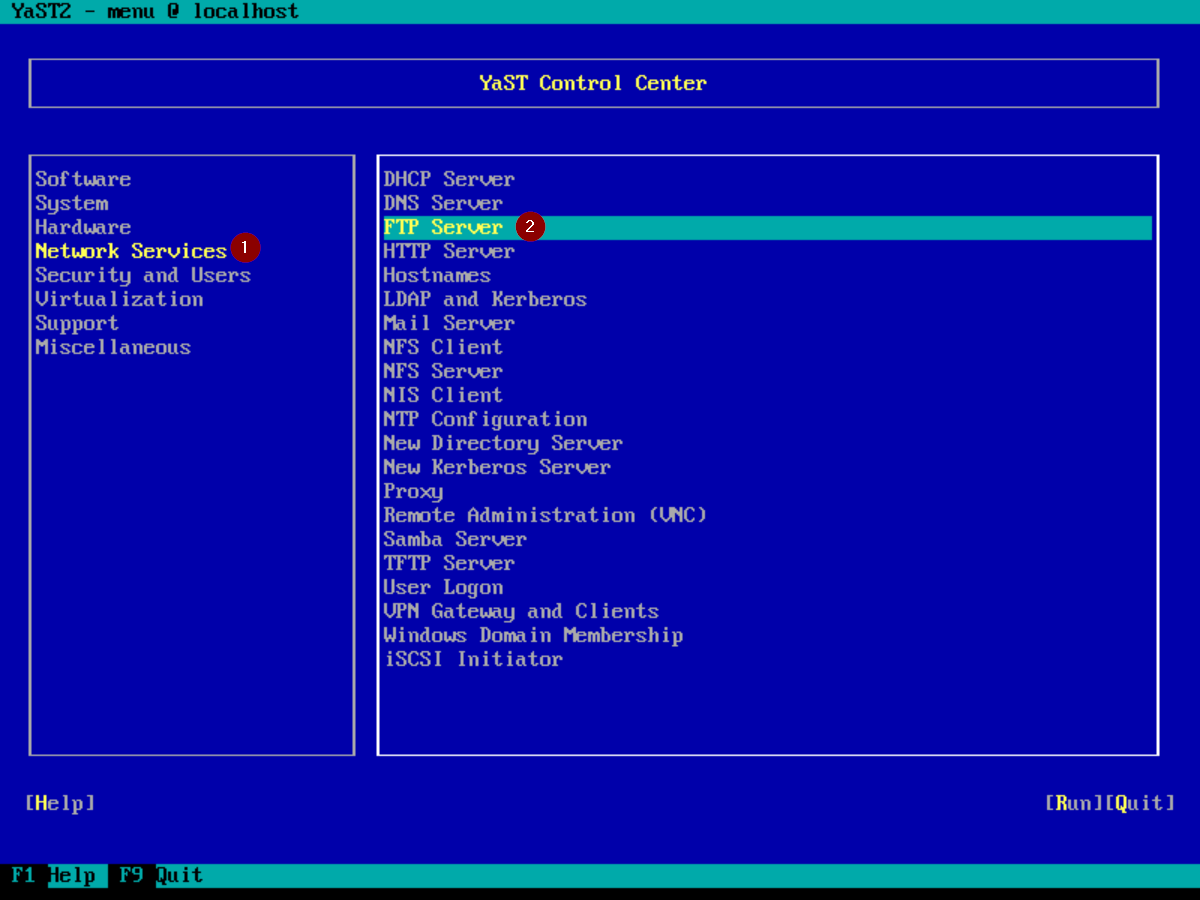 YaST2 - menu @ localhost
YaST Control Center
Software
System
Hardware
Network Services 1
Security and Users
Virtualization
Support
Miscellaneous
DHCP Server
DNS Server
FTP Server 2
HTTP Server
Hostnames
LDAP and Kerberos
Mail Server
NFS Client
NFS Server
NIS Client
NTP Configuration
New Directory Server
New Kerberos Server
Proxy
Remote Administration (VNC)
Samba Server
TFTP Server
User Logon
VPN Gateway and Clients
Windows Domain Membership
iSCSI Initiator
[Help]
[Run][Quit]
F1 Help F9 Quit